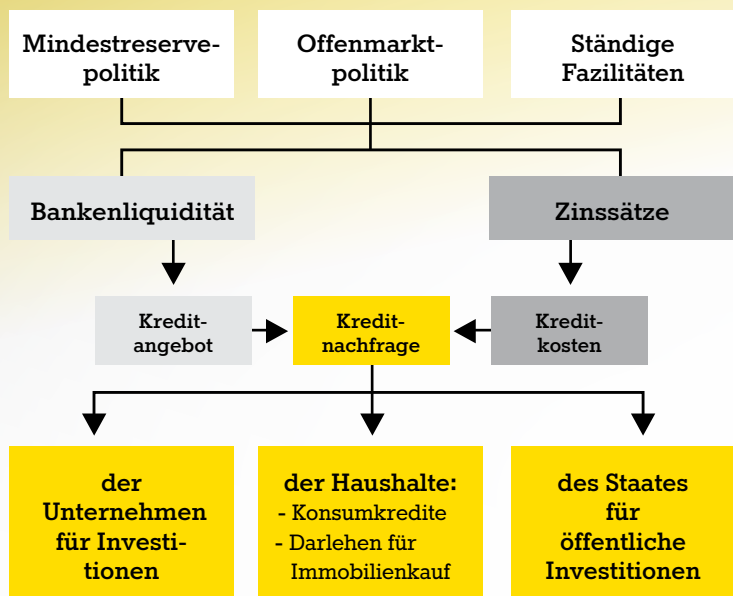 Mindestreserve-
politik
Offenmarkt-
politik
Ständige
Fazilitäten
Bankenliquidität
Zinssätze
Kredit-
angebot
Kredit-
nachfrage
Kredit-
kosten
der
Unternehmen
für Investi-
tionen
der Haushalte:
- Konsumkredite
- Darlehen für
Immobilienkauf
des Staates
für
öffentliche
Investitionen